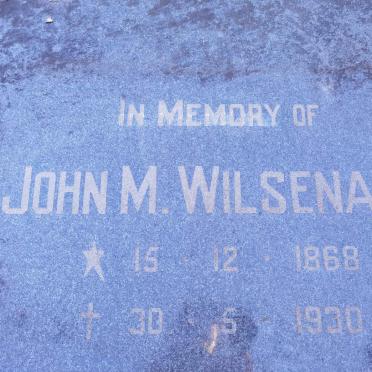 In Memory of
John M. Wilsena
15 · 12 · 1868
30 · 5 · 1930